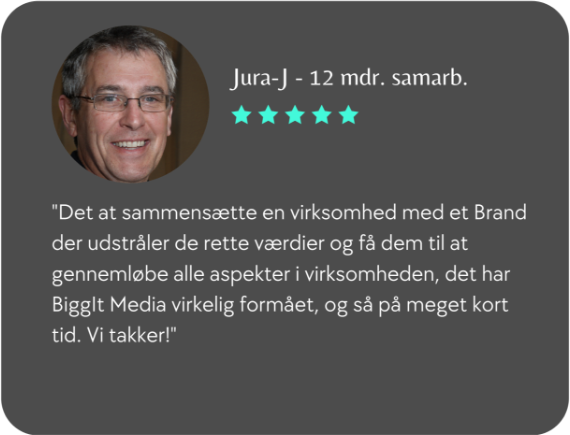 Jura-J - 12 mdr. samarb.
"Det at sammensætte en virksomhed med et Brand
der udstråler de rette værdier og få dem til at
gennemløbe alle aspekter i virksomheden, det har
BiggIt Media virkelig formået, og så på meget kort
tid. Vi takker!"